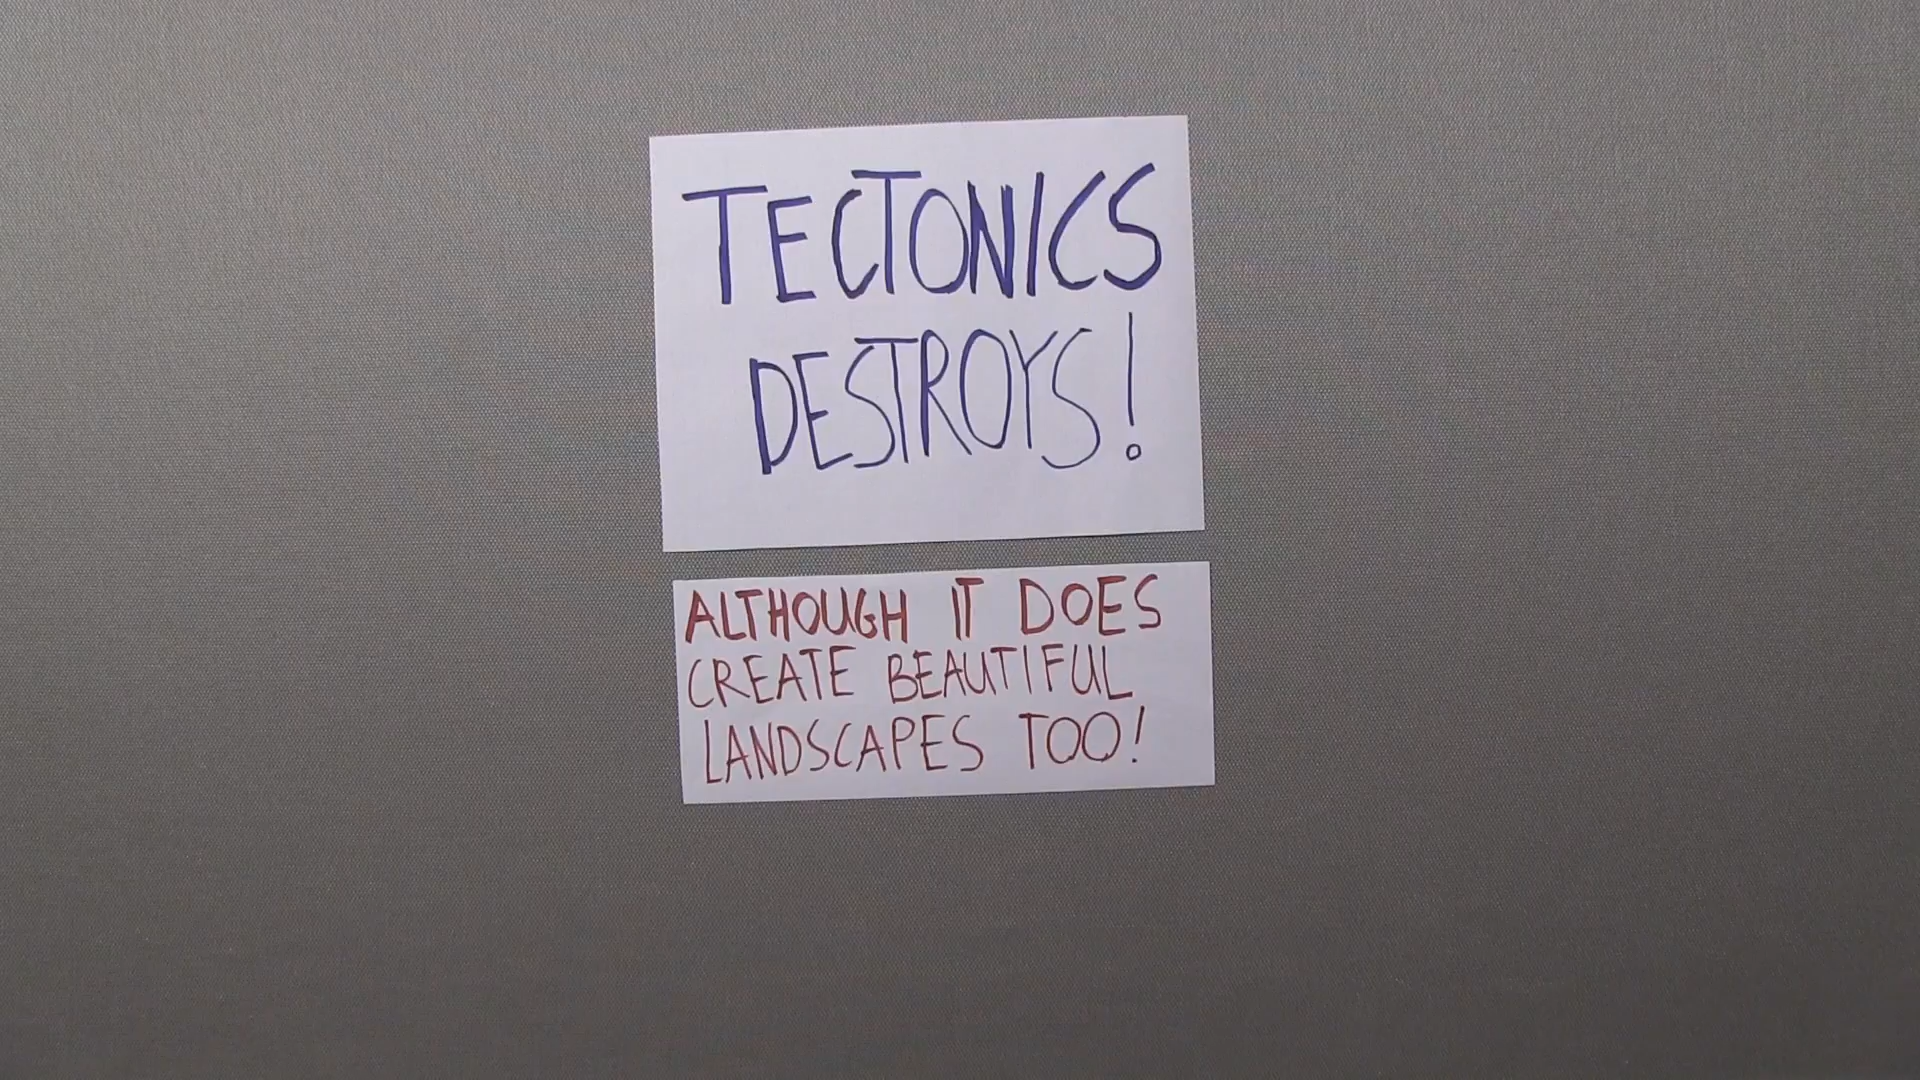 TECTONICS
DESTROYS!
ALTHOUGH IT DOES
CREATE BEAUTIFUL
LANDSCAPES TOO!